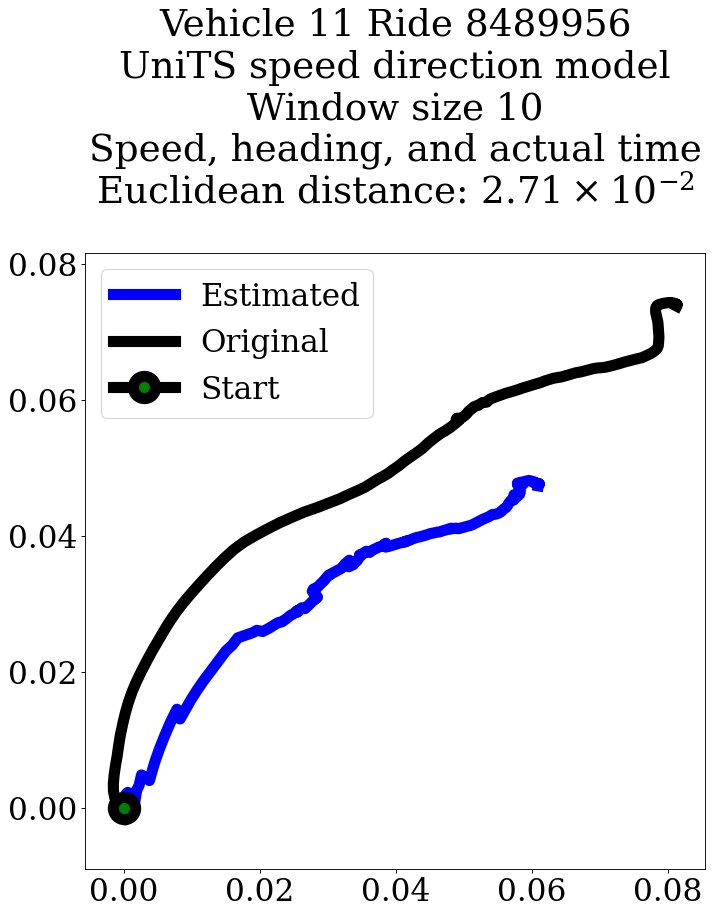 Vehicle 11 Ride 8489956
UniTS speed direction model
Window size 10
Speed, heading, and actual time
Euclidean distance: 2.71 × 10⁻²
0.08
Estimated
Original
Start
0.06
0.04
0.02
0.00
0.00 0.02 0.04 0.06 0.08